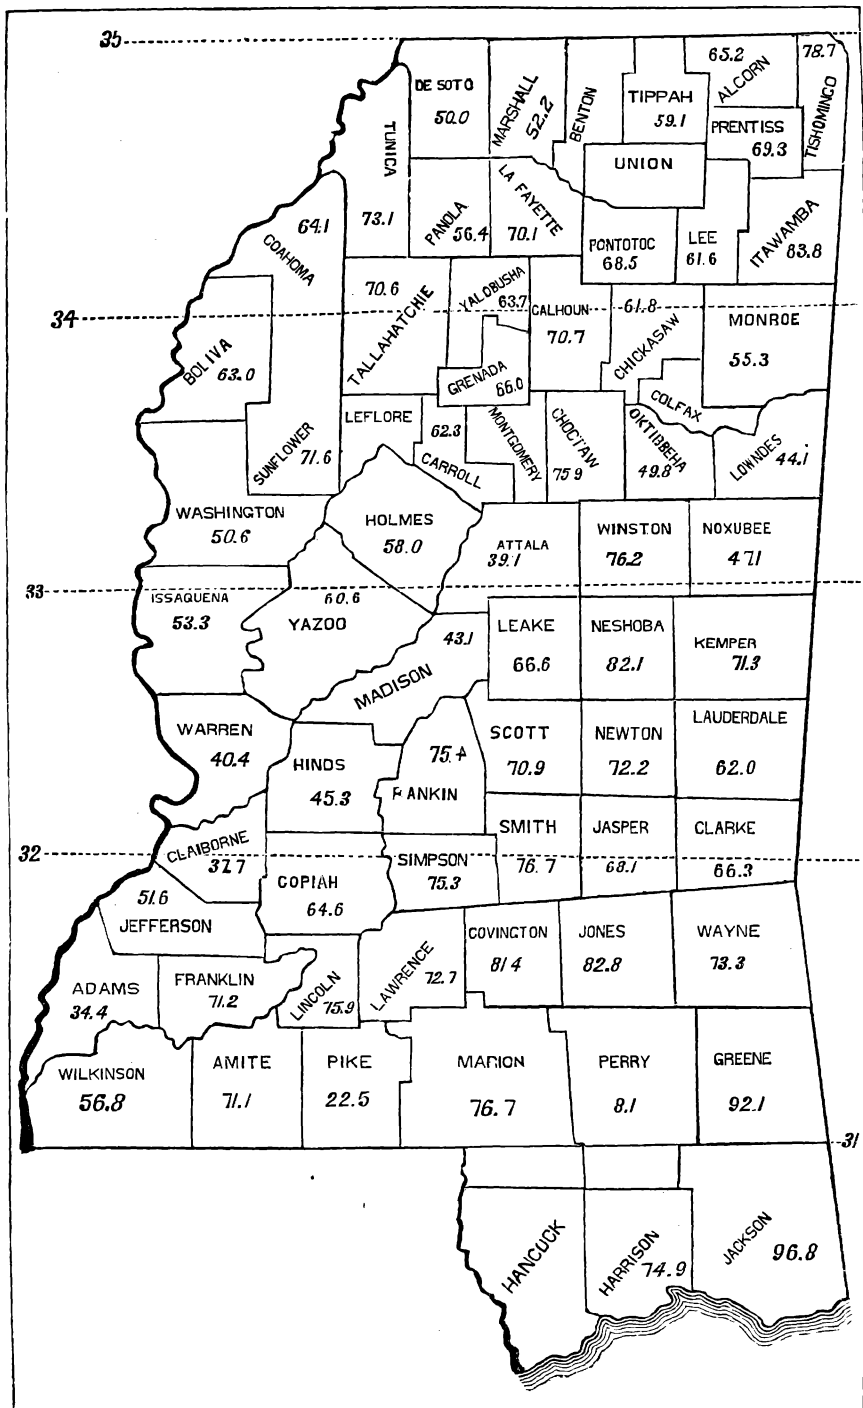 35
DE SOTO
50.0
MARSHALL
52.2
BENTON
TIPPAH
59.1
65.2
ALCORN
78.7
TISHOMINGO
PRENTISS
69.3
UNION
TUNICA
73.1
PANOLA
56.4
LA FAYETTE
70.1
PONTOTOC
68.5
LEE
61.6
ITAWAMBA
83.8
64.1
COAHOMA
70.6
TALLAHATCHIE
YALOBUSHA
63.7
CALHOUN
70.7
61.8
CHICKASAW
MONROE
55.3
34
BOLIVA
63.0
GRENADA
66.0
COLFAX
SUNFLOWER
71.6
LEFLORE
62.3
CARROLL
MONTGOMERY
CHOCTAW
75 9
OKTIBBEHA
49.8
LOWNDES
44.1
WASHINGTON
50.6
HOLMES
58.0
ATTALA
39.1
WINSTON
76.2
NOXUBEE
47.1
33
ISSAQUENA
53.3
60.6
YAZOO
43.1
MADISON
LEAKE
66.6
NESHOBA
82.1
KEMPER
71.3
WARREN
40.4
HINDS
45.3
75.4
RANKIN
SCOTT
70.9
NEWTON
72.2
LAUDERDALE
62.0
SMITH
76.7
JASPER
68.1
CLARKE
66.3
32
CLAIBORNE
37.7
COPIAH
64.6
SIMPSON
75.3
51.6
JEFFERSON
COVINGTON
81.4
JONES
82.8
WAYNE
73.3
ADAMS
34.4
FRANKLIN
71.2
LINCOLN
75.9
LAWRENCE
72.7
WILKINSON
56.8
AMITE
71.1
PIKE
22.5
MARION
76.7
PERRY
8.1
GREENE
92.1
31
HANCUCK
HARRISON
74.9
JACKSON
96.8